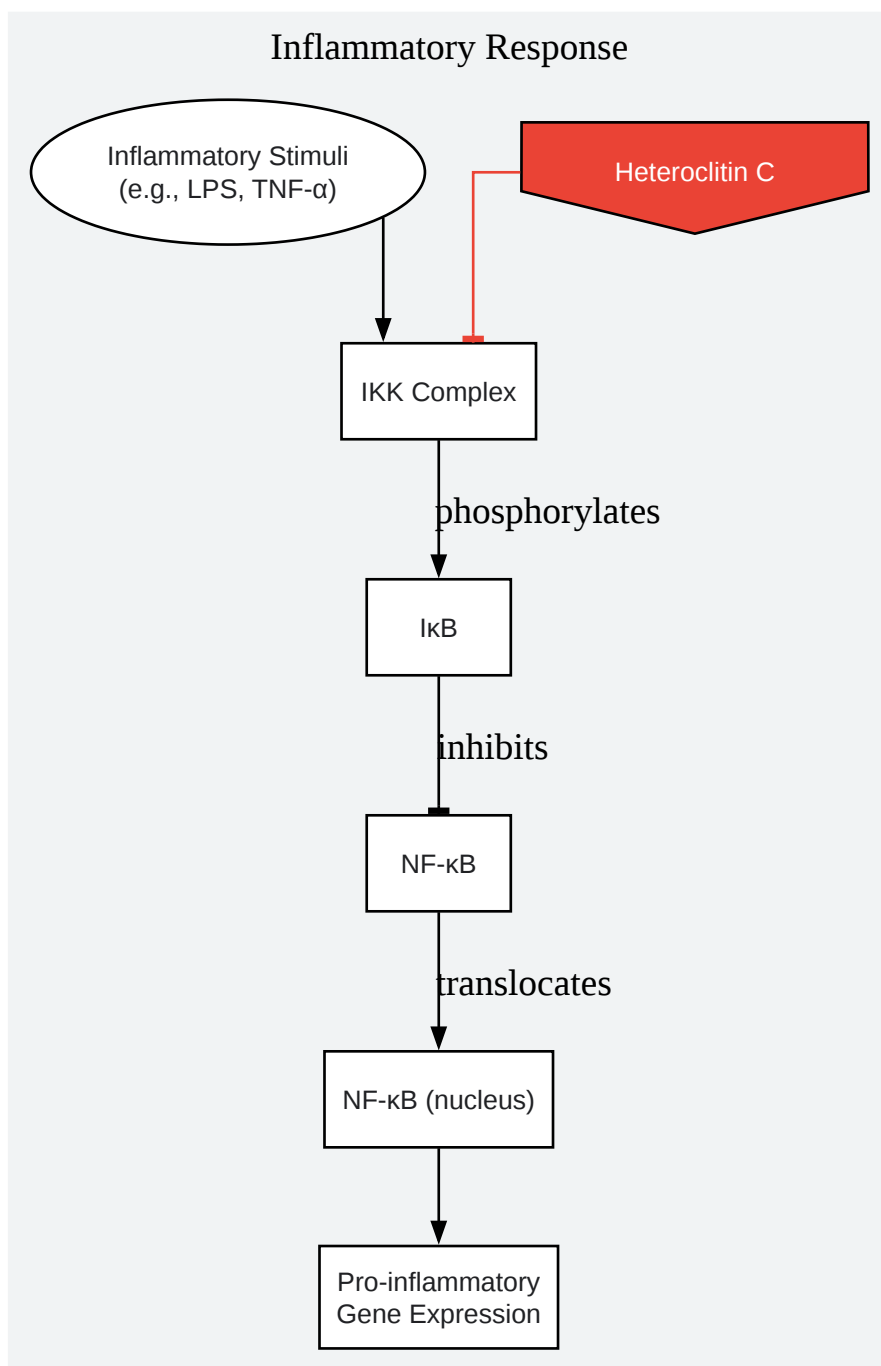 Inflammatory Response
Inflammatory Stimuli
(e.g., LPS, TNF-α)
Heteroclitin C
IKK Complex
phosphorylates
IκB
inhibits
NF-κB
translocates
NF-κB (nucleus)
Pro-inflammatory
Gene Expression